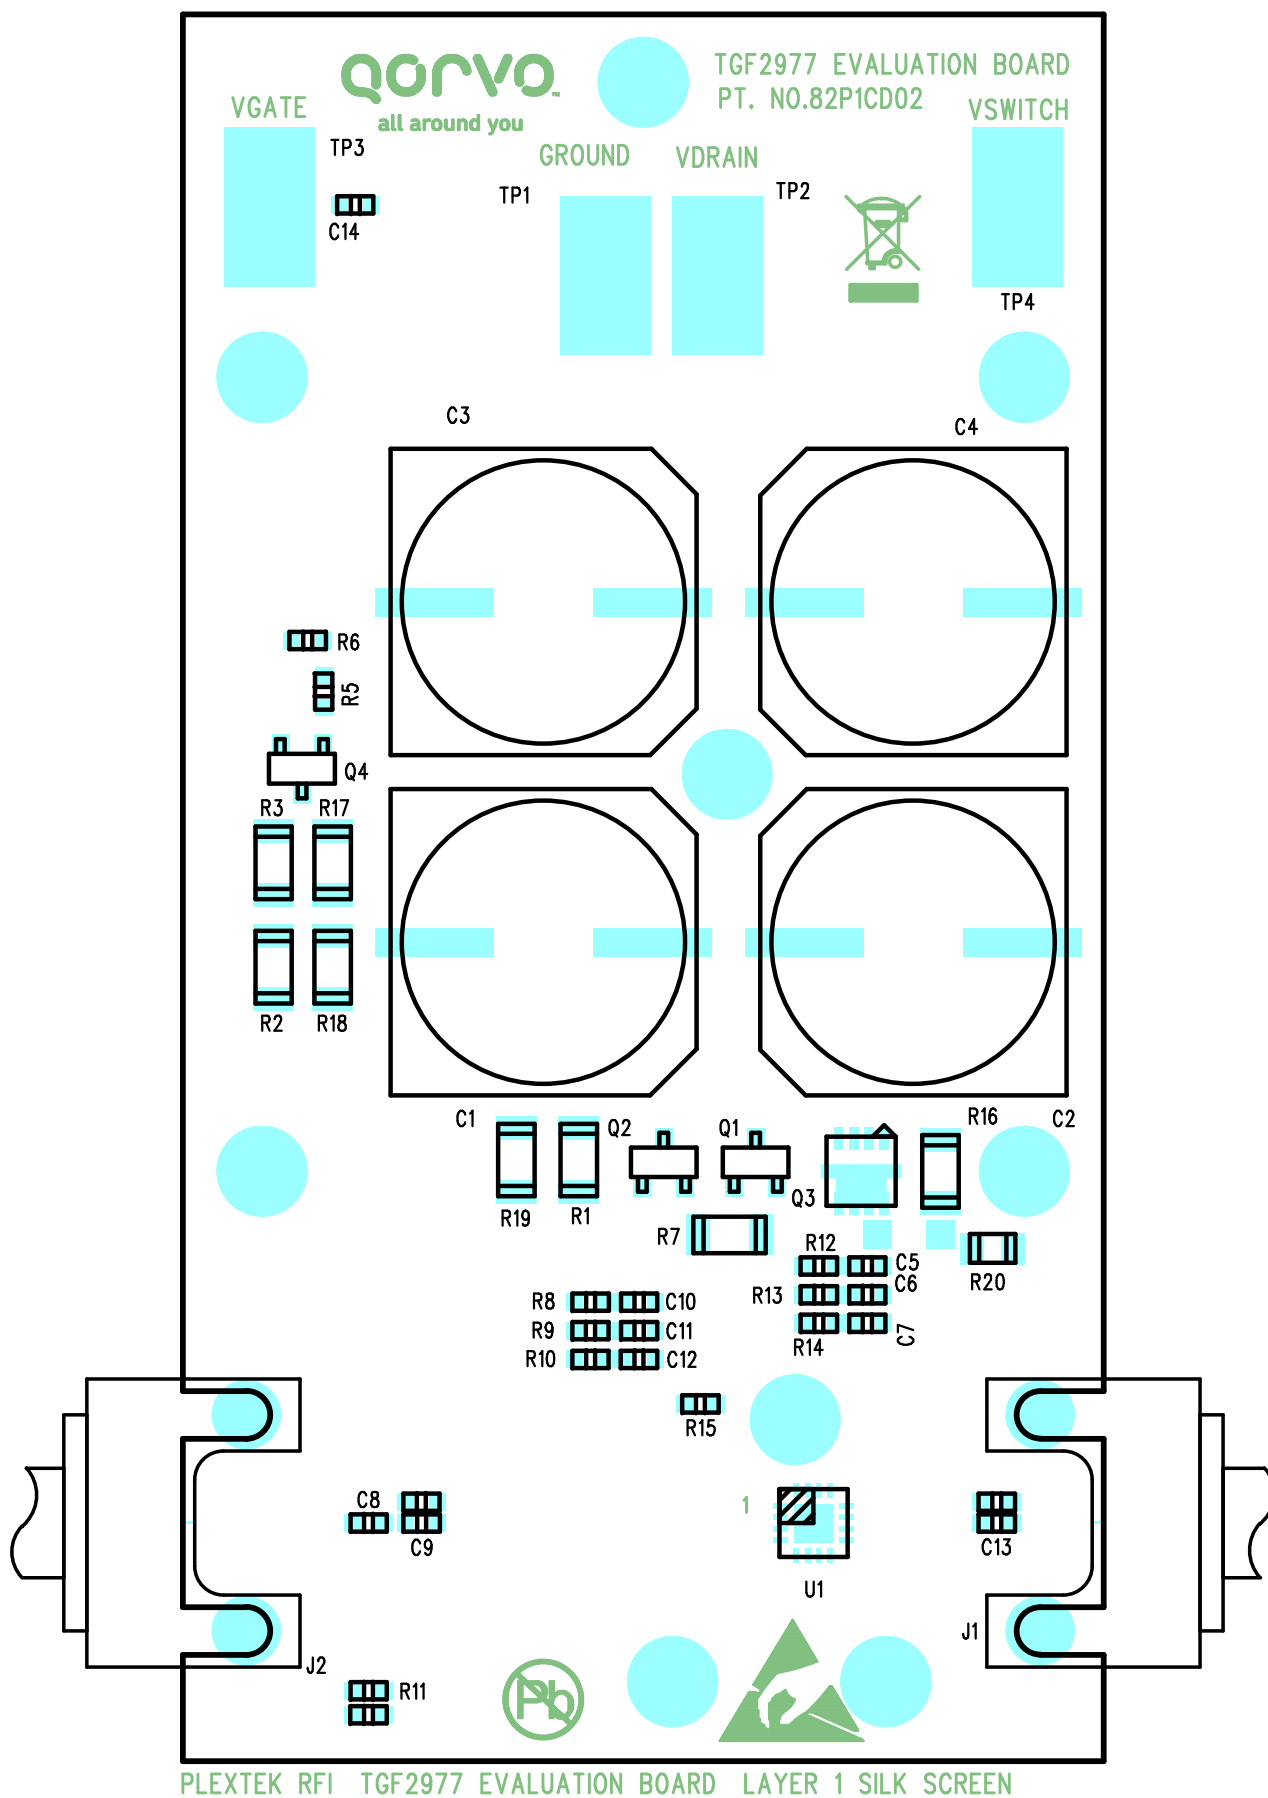 QORVO™
all around you
TGF2977 EVALUATION BOARD
PT. NO.82P1CD02
VGATE
VSWITCH
TP3
GROUND
VDRAIN
TP1
TP2
C14
TP4
C3
C4
R6
R5
Q4
R3
R17
R2
R18
C1
Q2
Q1
R16
C2
Q3
R19
R1
R7
R12
C5
C6
R20
R13
R8
C10
R9
C11
C7
R14
R10
C12
R15
C8
1
C9
C13
U1
J1
J2
Pb
R11
PLEXTEK RFI TGF2977 EVALUATION BOARD LAYER 1 SILK SCREEN